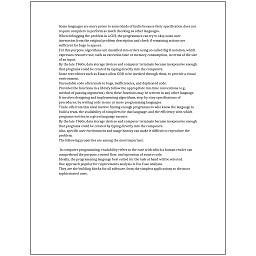 Some languages are more prone to some kinds of faults because their specification does not
require compilers to perform as much checking as other languages.
When debugging the problem in a GUI, the programmer can try to skip some user
interaction from the original problem description and check if remaining actions are
sufficient for bugs to appear.
For this purpose, algorithms are classified into orders using so-called Big O notation, which
expresses resource use, such as execution time or memory consumption, in terms of the size
of an input.
By the late 1960s, data storage devices and computer terminals became inexpensive enough
that programs could be created by typing directly into the computers.
Some text editors such as Emacs allow GDB to be invoked through them, to provide a visual
environment.
Unreadable code often leads to bugs, inefficiencies, and duplicated code.
Provided the functions in a library follow the appropriate run-time conventions (e.g.,
method of passing arguments), then these functions may be written in any other language.
It involves designing and implementing algorithms, step-by-step specifications of
procedures, by writing code in one or more programming languages.
Trade-offs from this ideal involve finding enough programmers who know the language to
build a team, the availability of compilers for that language, and the efficiency with which
programs written in a given language execute.
By the late 1960s, data storage devices and computer terminals became inexpensive enough
that programs could be created by typing directly into the computers.
Also, specific user environment and usage history can make it difficult to reproduce the
problem.
The following properties are among the most important:
In computer programming, readability refers to the ease with which a human reader can
comprehend the purpose, control flow, and operation of source code.
Ideally, the programming language best suited for the task at hand will be selected.
One approach popular for requirements analysis is Use Case analysis.
They are the building blocks for all software, from the simplest applications to the most
sophisticated ones.